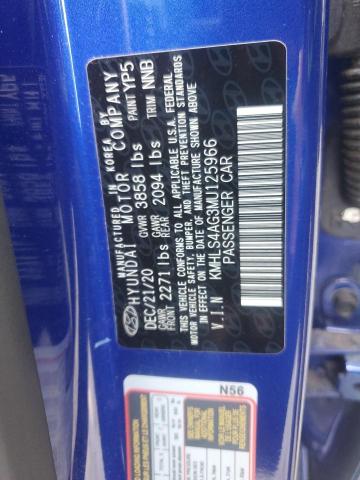 MANUFACTURED IN KOREA BY
HYUNDAI MOTOR COMPANY
DEC/21/20 GVWR 3858 lbs PAINT YP5
GAWR FRONT 2271 lbs GAWR REAR 2094 lbs TRIM NNB
THIS VEHICLE CONFORMS TO ALL APPLICABLE U.S.A. FEDERAL
MOTOR VEHICLE SAFETY, BUMPER, AND THEFT PREVENTION STANDARDS
IN EFFECT ON THE DATE OF MANUFACTURE SHOWN ABOVE.
V.I.N KMHLS4AG3MU125966
PASSENGER CAR
N56